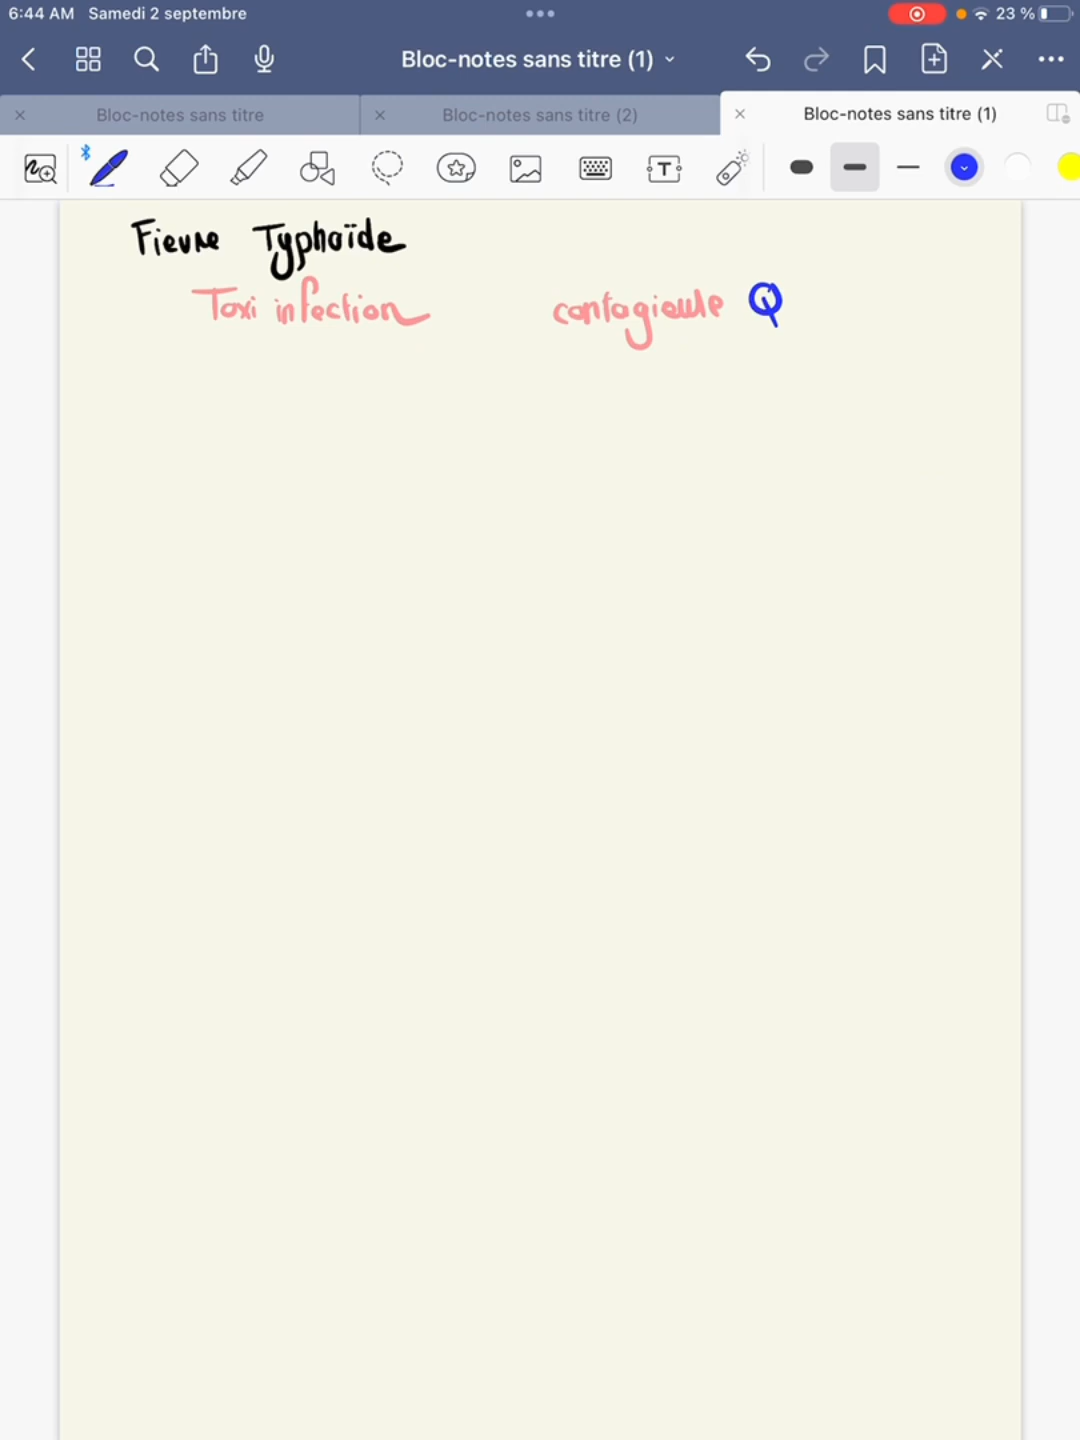 6:44 AM Samedi 2 septembre 23 %
Bloc-notes sans titre (1)
Bloc-notes sans titre Bloc-notes sans titre (2) Bloc-notes sans titre (1)
T
Fievre Typhoïde
Toxi infection contagieuse Q